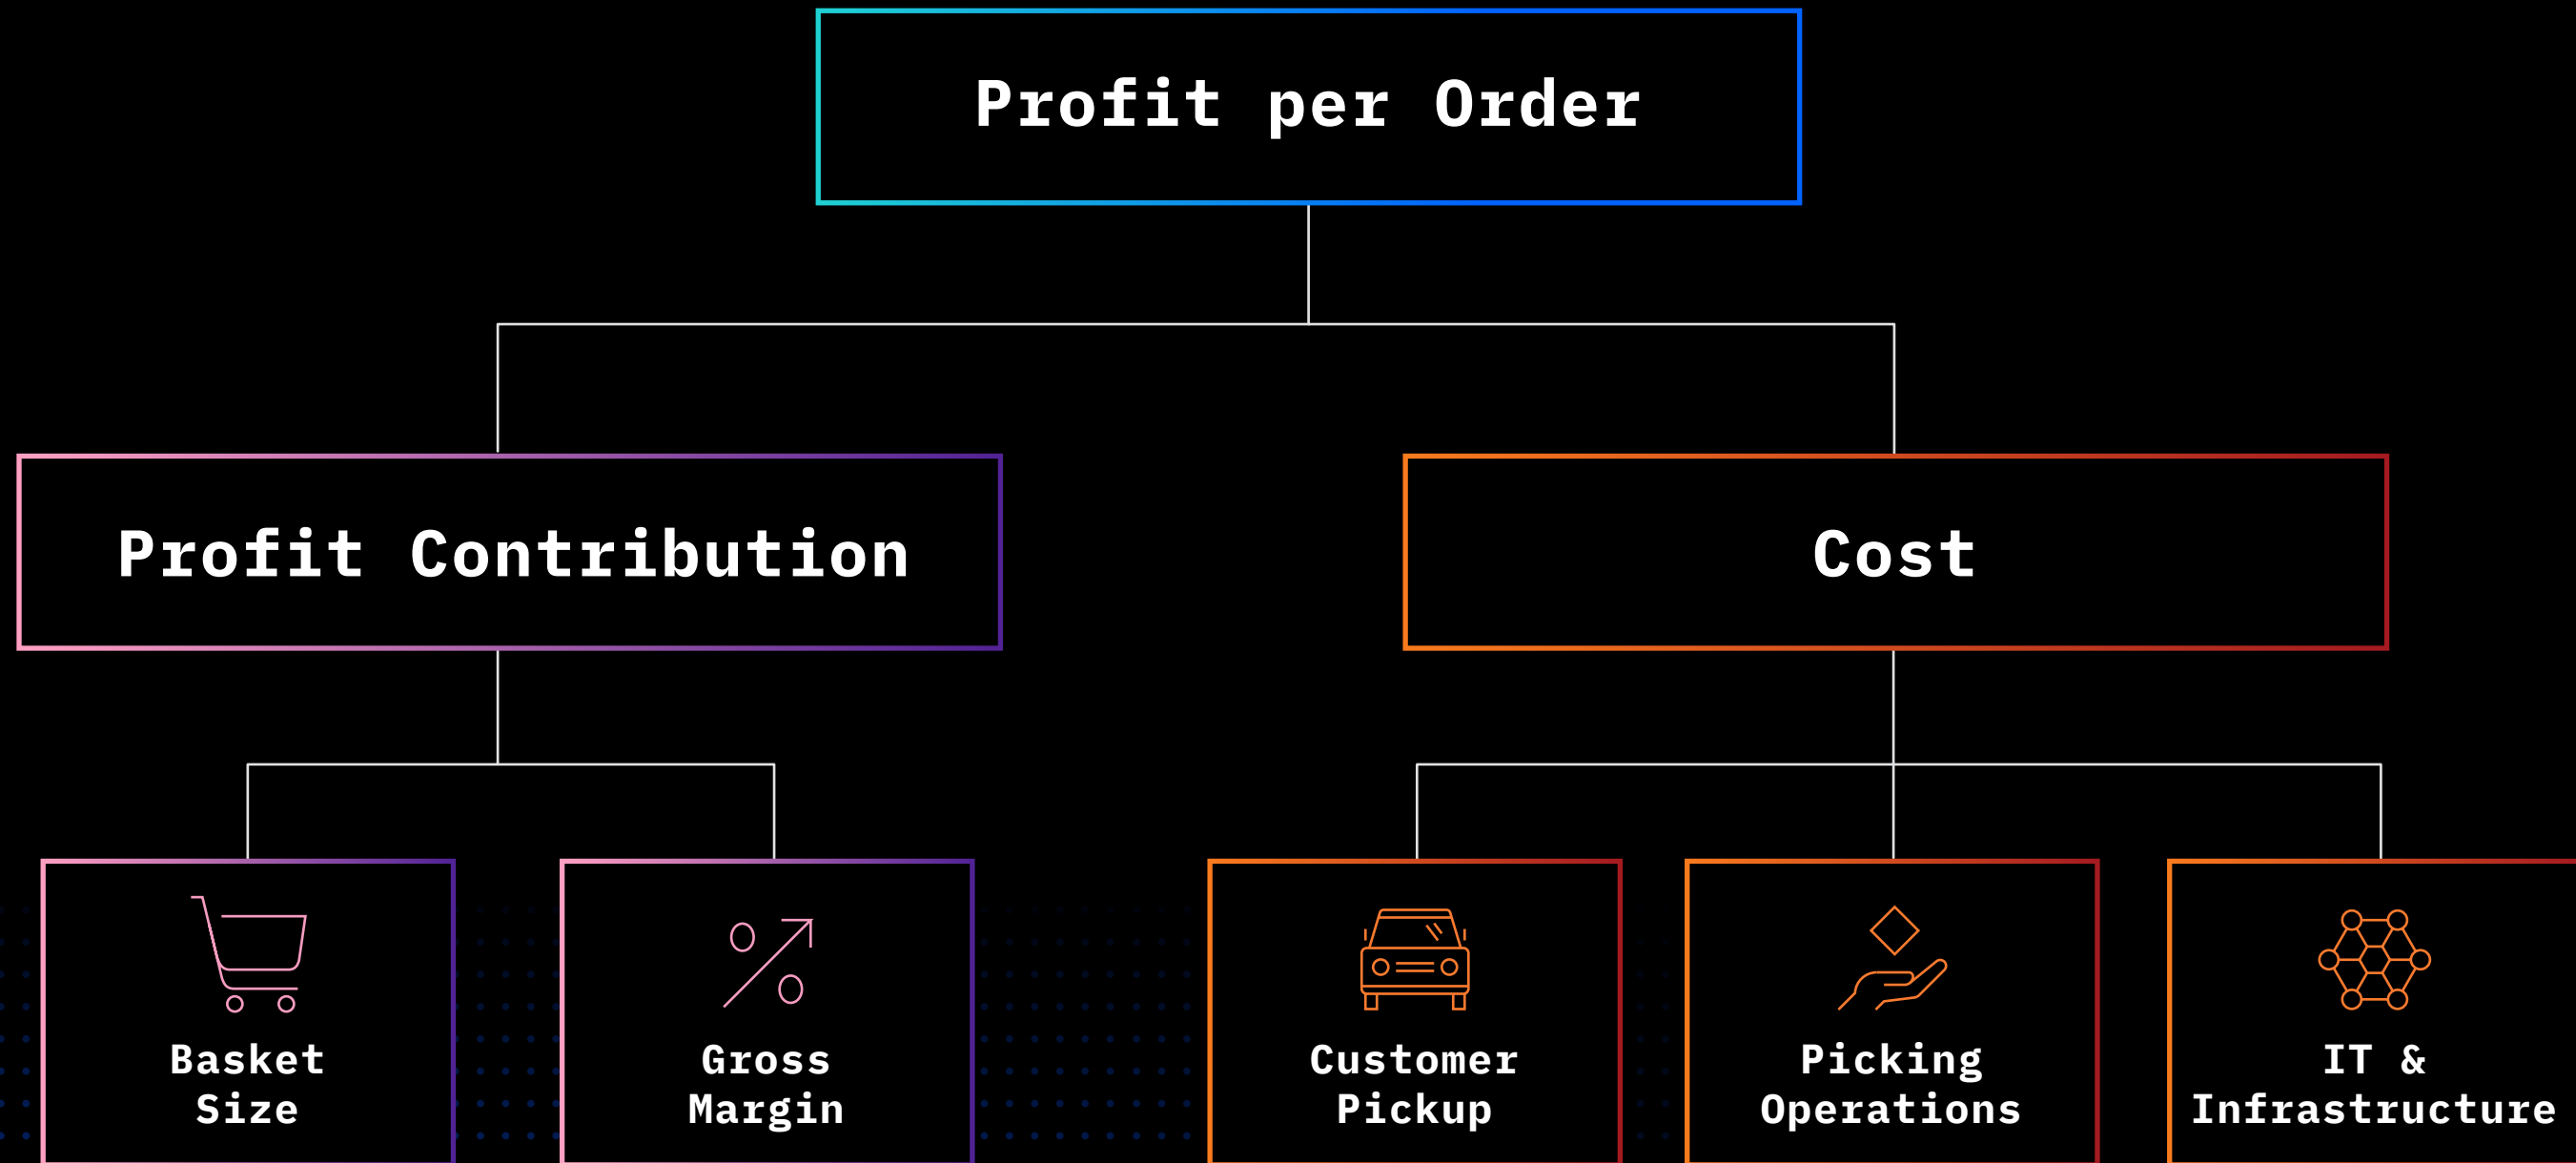 Profit per Order
Profit Contribution
Cost
Basket
Size
Gross
Margin
Customer
Pickup
Picking
Operations
IT &
Infrastructure